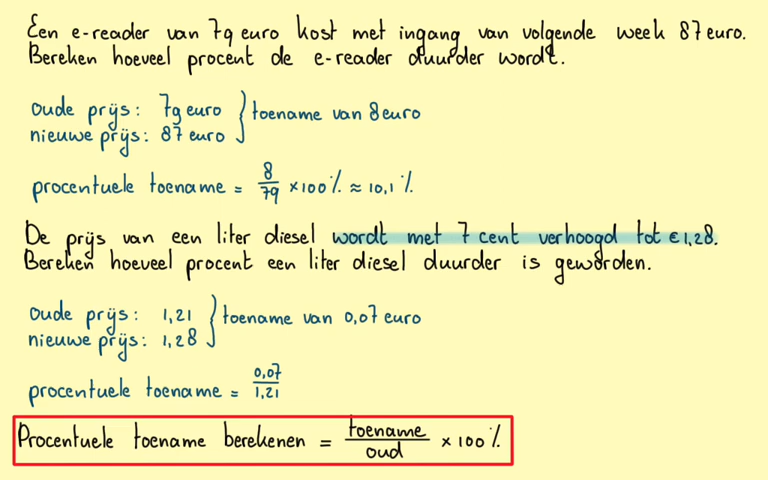 Een e-reader van 79 euro kost met ingang van volgende week 87 euro.
Bereken hoeveel procent de e-reader duurder wordt.
oude prijs: 79 euro } toename van 8 euro
nieuwe prijs: 87 euro
procentuele toename = 8/79 × 100 % ≈ 10,1 %
De prijs van een liter diesel wordt met 7 cent verhoogd tot € 1,28.
Bereken hoeveel procent een liter diesel duurder is geworden.
oude prijs: 1,21 } toename van 0,07 euro
nieuwe prijs: 1,28
procentuele toename = 0,07/1,21
Procentuele toename berekenen = toename/oud × 100 %